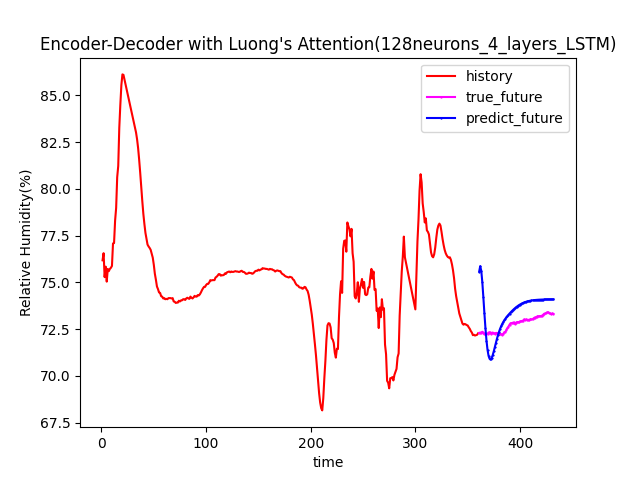 Encoder-Decoder with Luong's Attention(128neurons_4_layers_LSTM)
history
true_future
predict_future
85.0
82.5
80.0
77.5
75.0
72.5
70.0
67.5
Relative Humidity(%)
0
100
200
300
400
time